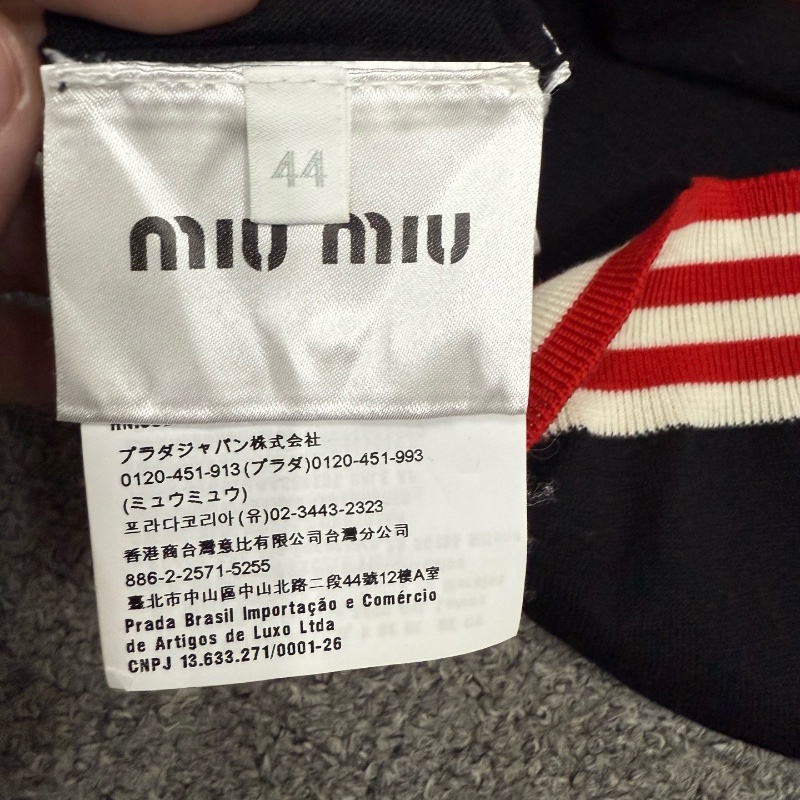 44
miu miu
プラダジャパン株式会社
0120-451-913(プラダ)0120-451-993
(ミュウミュウ)
프라다코리아(유)02-3443-2323
香港商台灣意比有限公司台灣分公司
886-2-2571-5255
臺北市中山區中山北路二段44號12樓A室
Prada Brasil Importação e Comércio
de Artigos de Luxo Ltda
CNPJ 13.633.271/0001-26